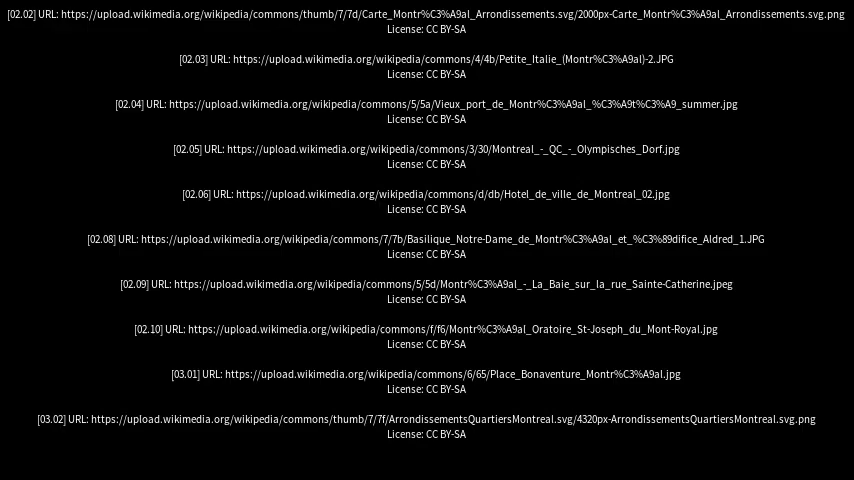 [02.02] URL: https://upload.wikimedia.org/wikipedia/commons/thumb/7/7d/Carte_Montr%C3%A9al_Arrondissements.svg/2000px-Carte_Montr%C3%A9al_Arrondissements.svg.png
License: CC BY-SA
[02.03] URL: https://upload.wikimedia.org/wikipedia/commons/4/4b/Petite_Italie_(Montr%C3%A9al)-2.JPG
License: CC BY-SA
[02.04] URL: https://upload.wikimedia.org/wikipedia/commons/5/5a/Vieux_port_de_Montr%C3%A9al_%C3%A9t%C3%A9_summer.jpg
License: CC BY-SA
[02.05] URL: https://upload.wikimedia.org/wikipedia/commons/3/30/Montreal_-_QC_-_Olympisches_Dorf.jpg
License: CC BY-SA
[02.06] URL: https://upload.wikimedia.org/wikipedia/commons/d/db/Hotel_de_ville_de_Montreal_02.jpg
License: CC BY-SA
[02.08] URL: https://upload.wikimedia.org/wikipedia/commons/7/7b/Basilique_Notre-Dame_de_Montr%C3%A9al_et_%C3%89difice_Aldred_1.JPG
License: CC BY-SA
[02.09] URL: https://upload.wikimedia.org/wikipedia/commons/5/5d/Montr%C3%A9al_-_La_Baie_sur_la_rue_Sainte-Catherine.jpeg
License: CC BY-SA
[02.10] URL: https://upload.wikimedia.org/wikipedia/commons/f/f6/Montr%C3%A9al_Oratoire_St-Joseph_du_Mont-Royal.jpg
License: CC BY-SA
[03.01] URL: https://upload.wikimedia.org/wikipedia/commons/6/65/Place_Bonaventure_Montr%C3%A9al.jpg
License: CC BY-SA
[03.02] URL: https://upload.wikimedia.org/wikipedia/commons/thumb/7/7f/ArrondissementsQuartiersMontreal.svg/4320px-ArrondissementsQuartiersMontreal.svg.png
License: CC BY-SA